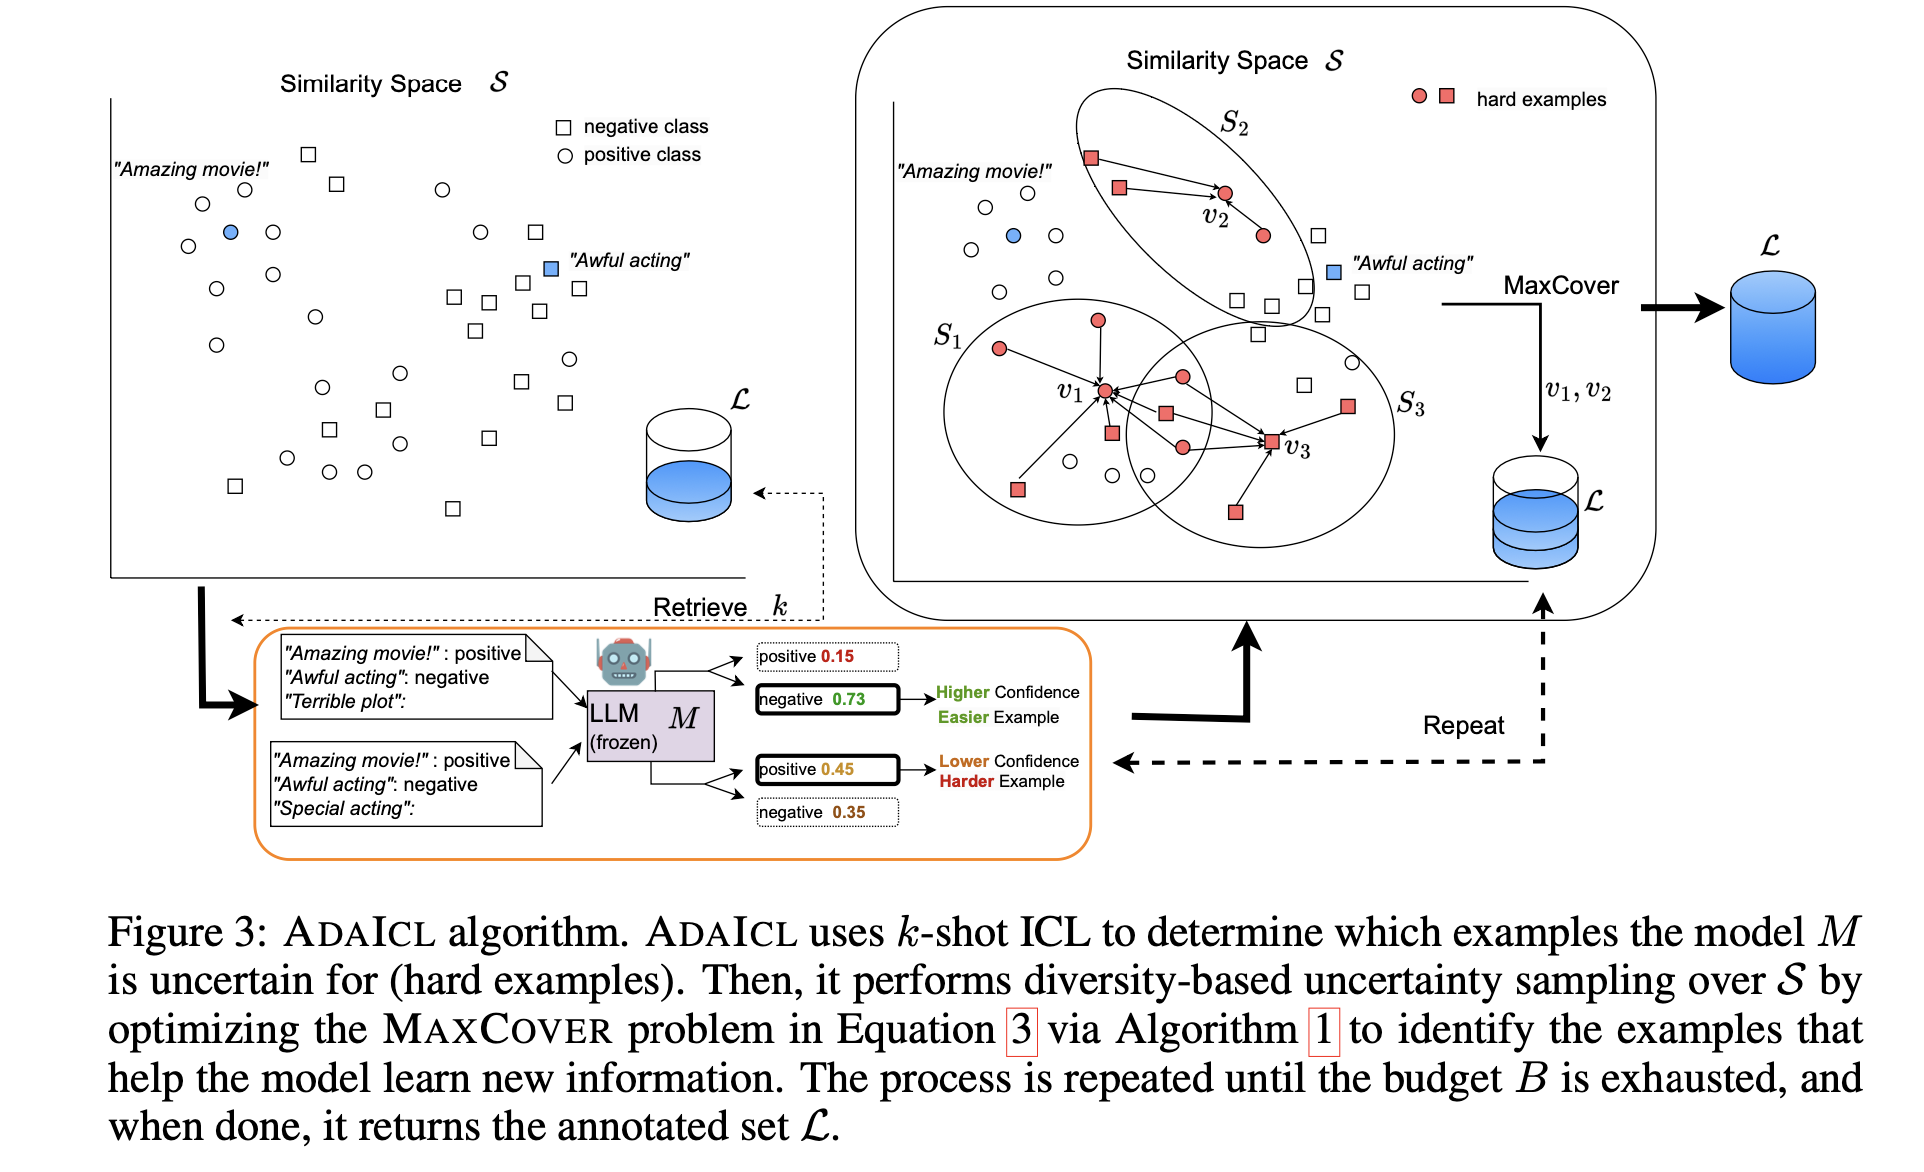 Similarity Space 𝒮
negative class
positive class
"Amazing movie!"
"Awful acting"
ℒ
Retrieve k
Similarity Space 𝒮
hard examples
"Amazing movie!"
S₂
v₂
"Awful acting"
S₁
v₁
S₃
v₃
MaxCover
v₁, v₂
ℒ
ℒ
"Amazing movie!" : positive
"Awful acting": negative
"Terrible plot":
"Amazing movie!" : positive
"Awful acting": negative
"Special acting":
LLM M
(frozen)
positive 0.15
negative 0.73
Higher Confidence
Easier Example
positive 0.45
negative 0.35
Lower Confidence
Harder Example
Repeat
Figure 3: ADAICL algorithm. ADAICL uses k-shot ICL to determine which examples the model M
is uncertain for (hard examples). Then, it performs diversity-based uncertainty sampling over 𝒮 by
optimizing the MAXCOVER problem in Equation 3 via Algorithm 1 to identify the examples that
help the model learn new information. The process is repeated until the budget B is exhausted, and
when done, it returns the annotated set ℒ.